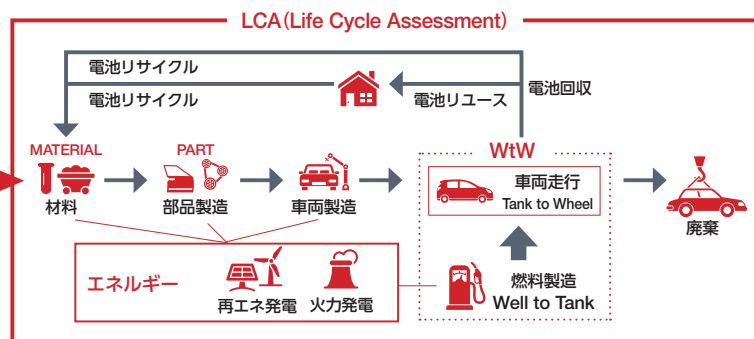 LCA(Life Cycle Assessment)
電池リサイクル
電池リサイクル
電池リユース
電池回収
MATERIAL
材料
PART
部品製造
車両製造
WtW
車両走行
Tank to Wheel
廃棄
エネルギー
再エネ発電
火力発電
燃料製造
Well to Tank